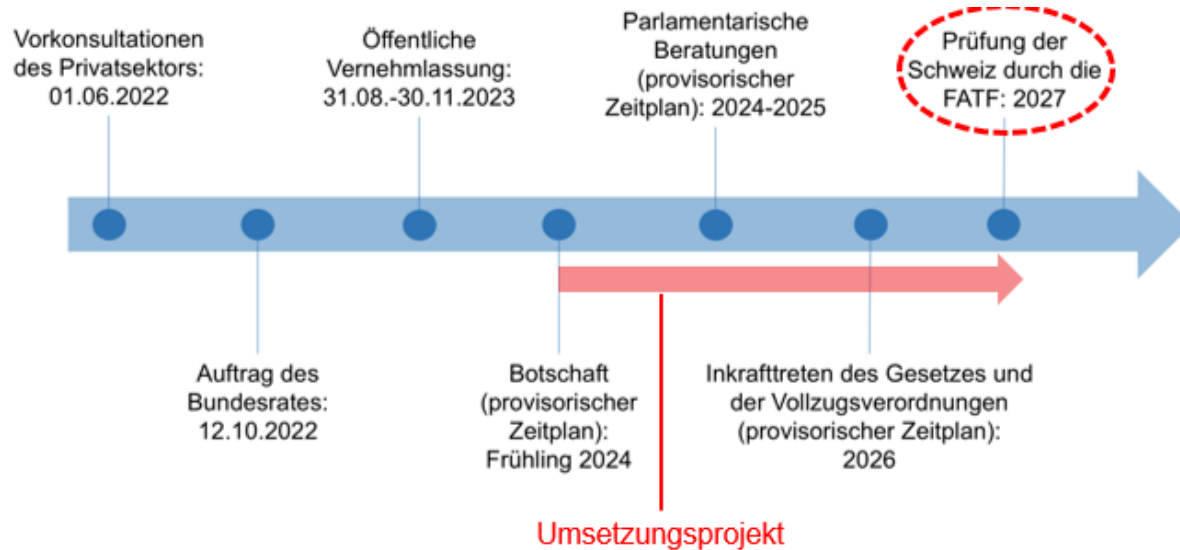 Vorkonsultationen
des Privatsektors:
01.06.2022
Öffentliche
Vernehmlassung:
31.08.-30.11.2023
Parlamentarische
Beratungen
(provisorischer
Zeitplan): 2024-2025
Prüfung der
Schweiz durch die
FATF: 2027
Auftrag des
Bundesrates:
12.10.2022
Botschaft
(provisorischer
Zeitplan):
Frühling 2024
Inkrafttreten des Gesetzes und
der Vollzugsverordnungen
(provisorischer Zeitplan):
2026
Umsetzungsprojekt